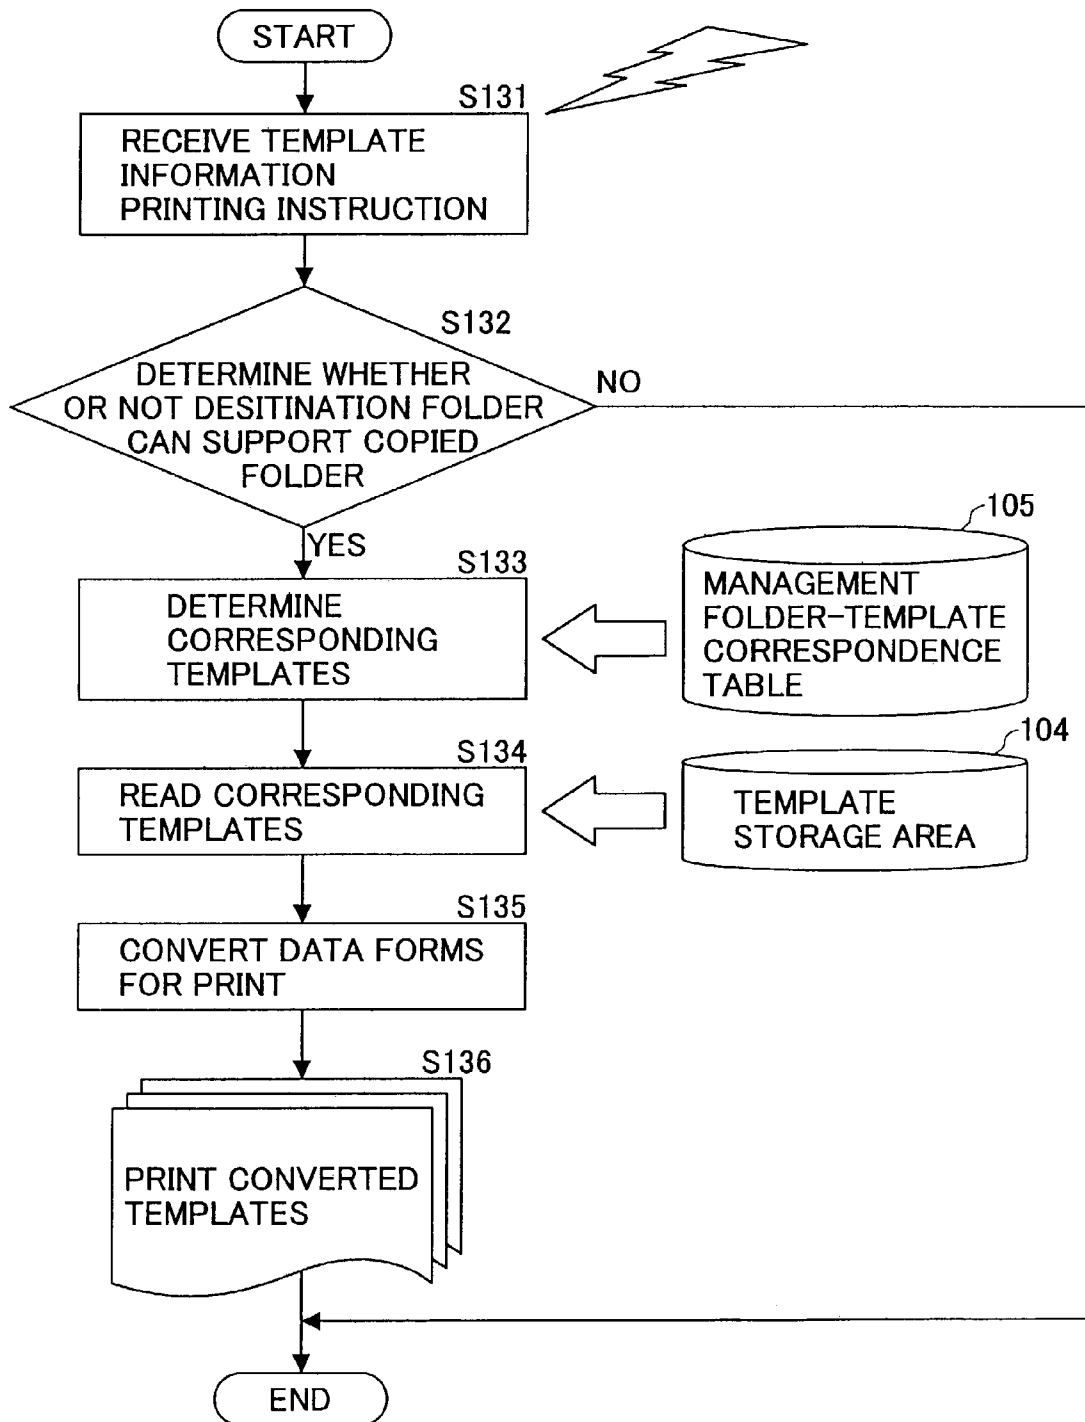 START
S131
RECEIVE TEMPLATE
INFORMATION
PRINTING INSTRUCTION
S132
DETERMINE WHETHER
OR NOT DESITINATION FOLDER
CAN SUPPORT COPIED
FOLDER
NO
YES
S133
DETERMINE
CORRESPONDING
TEMPLATES
105
MANAGEMENT
FOLDER-TEMPLATE
CORRESPONDENCE
TABLE
S134
READ CORRESPONDING
TEMPLATES
104
TEMPLATE
STORAGE AREA
S135
CONVERT DATA FORMS
FOR PRINT
S136
PRINT CONVERTED
TEMPLATES
END